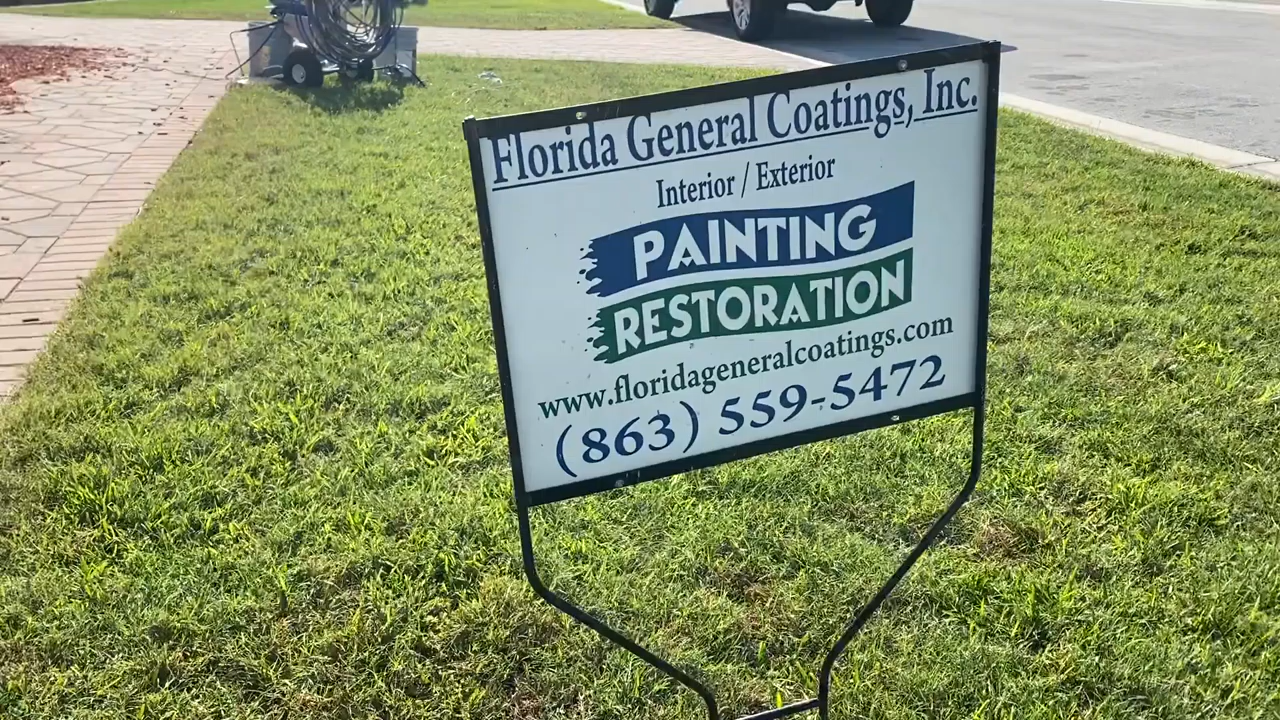 Florida General Coatings, Inc.
Interior / Exterior
PAINTING
RESTORATION
www.floridageneralcoatings.com
(863) 559-5472